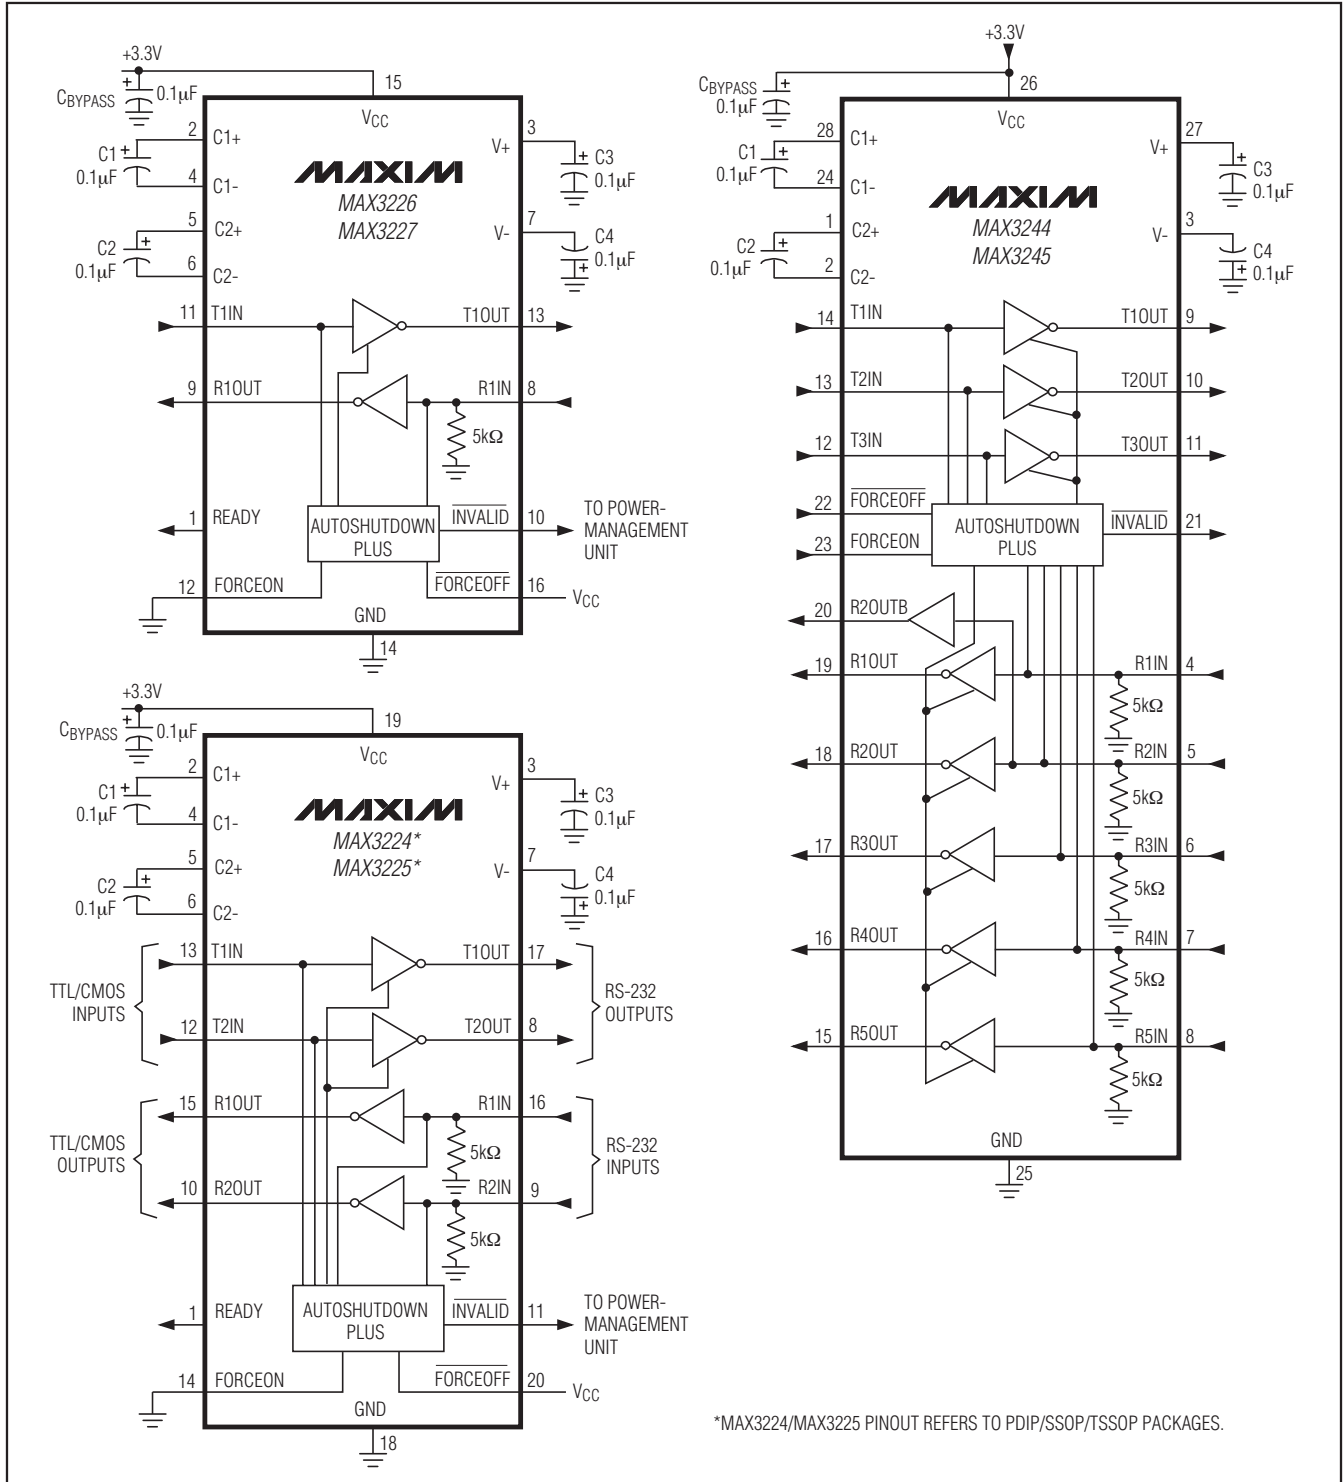 +3.3V
CBYPASS
0.1µF
15
VCC
2
C1+
3
V+
C1
0.1µF
C3
0.1µF
4
C1-
MAXIM
MAX3226
MAX3227
5
C2+
7
V-
C2
0.1µF
C4
0.1µF
6
C2-
11
T1IN
T1OUT
13
9
R1OUT
R1IN
8
5kΩ
1
READY
AUTOSHUTDOWN
PLUS
INVALID
10
TO POWER-
MANAGEMENT
UNIT
12
FORCEON
FORCEOFF
16
VCC
GND
14
+3.3V
CBYPASS
0.1µF
19
VCC
2
C1+
3
V+
C1
0.1µF
C3
0.1µF
4
C1-
MAXIM
MAX3224*
MAX3225*
5
C2+
7
V-
C2
0.1µF
C4
0.1µF
6
C2-
TTL/CMOS
INPUTS
13
T1IN
T1OUT
17
RS-232
OUTPUTS
12
T2IN
T2OUT
8
TTL/CMOS
OUTPUTS
15
R1OUT
R1IN
16
5kΩ
RS-232
INPUTS
10
R2OUT
R2IN
9
5kΩ
1
READY
AUTOSHUTDOWN
PLUS
INVALID
11
TO POWER-
MANAGEMENT
UNIT
14
FORCEON
FORCEOFF
20
VCC
GND
18
+3.3V
CBYPASS
0.1µF
26
VCC
28
C1+
27
V+
C1
0.1µF
C3
0.1µF
24
C1-
MAXIM
MAX3244
MAX3245
1
C2+
3
V-
C2
0.1µF
C4
0.1µF
2
C2-
14
T1IN
T1OUT
9
13
T2IN
T2OUT
10
12
T3IN
T3OUT
11
22
FORCEOFF
AUTOSHUTDOWN
PLUS
INVALID
21
23
FORCEON
20
R2OUTB
19
R1OUT
R1IN
4
5kΩ
18
R2OUT
R2IN
5
5kΩ
17
R3OUT
R3IN
6
5kΩ
16
R4OUT
R4IN
7
5kΩ
15
R5OUT
R5IN
8
5kΩ
GND
25
*MAX3224/MAX3225 PINOUT REFERS TO PDIP/SSOP/TSSOP PACKAGES.